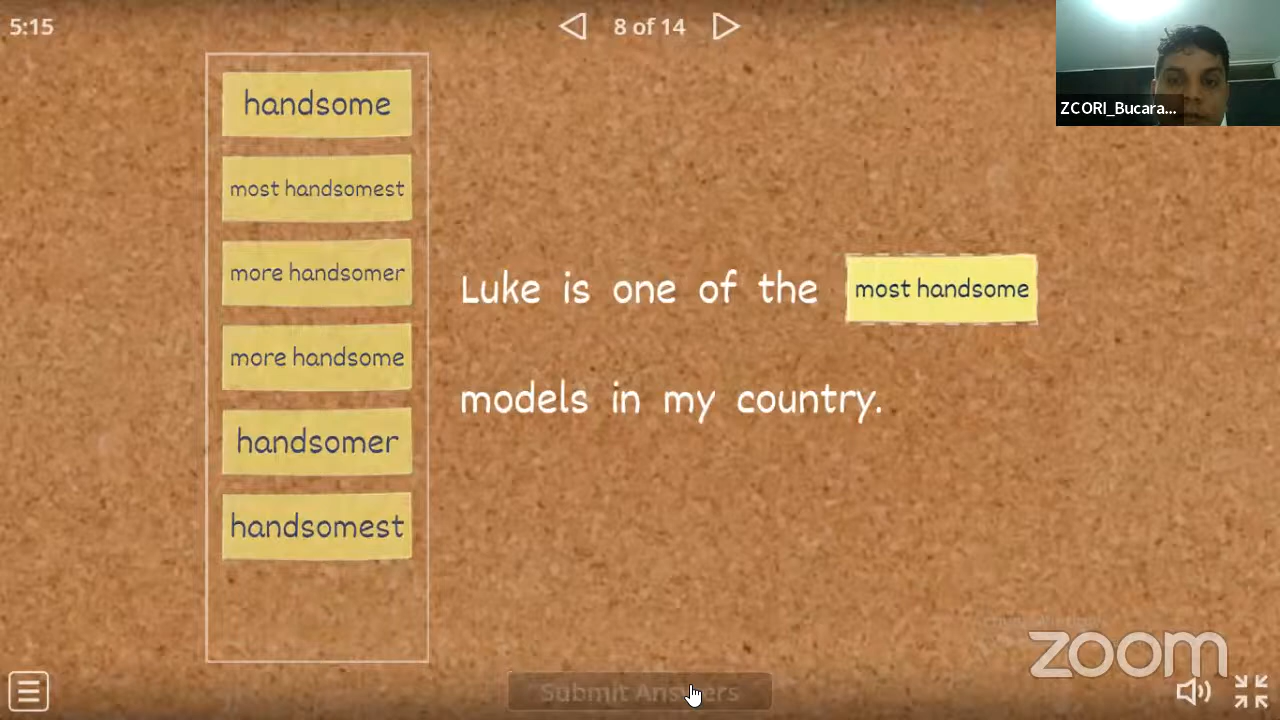 5:15
8 of 14
ZCORI_Bucara...
handsome
most handsomest
more handsomer
more handsome
handsomer
handsomest
Luke is one of the most handsome
models in my country.
Submit Answers
zoom